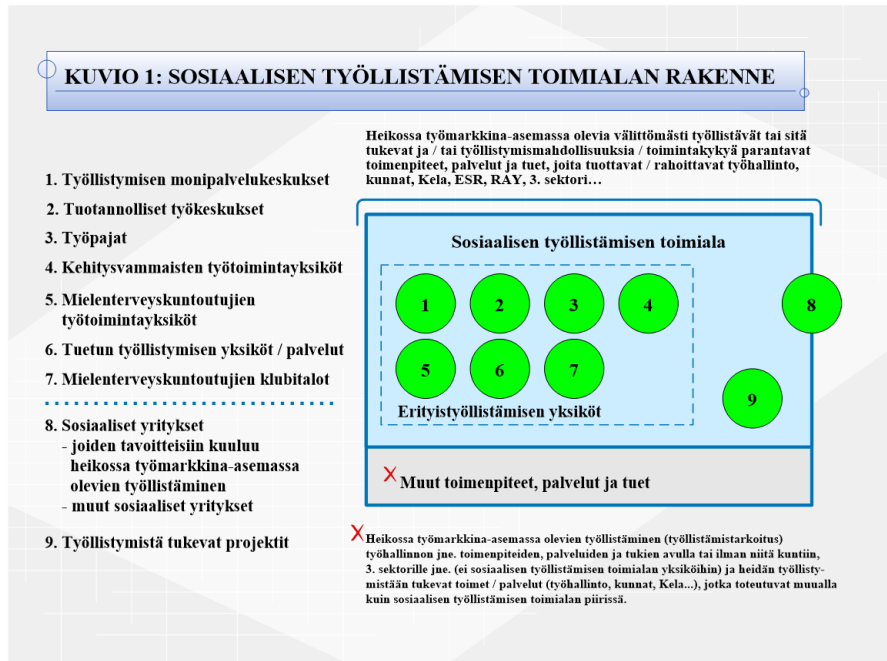 KUVIO 1: SOSIAALISEN TYÖLLISTÄMISEN TOIMIALAN RAKENNE
1. Työllistymisen monipalvelukeskukset
2. Tuotannolliset työkeskukset
3. Työpajat
4. Kehitysvammaisten työtoimintayksiköt
5. Mielenterveyskuntoutujien
työtoimintayksiköt
6. Tuetun työllistymisen yksiköt / palvelut
7. Mielenterveyskuntoutujien klubitalot
8. Sosiaaliset yritykset
- joiden tavoitteisiin kuuluu
heikossa työmarkkina-asemassa
olevien työllistäminen
- muut sosiaaliset yritykset
9. Työllistymistä tukevat projektit
Heikossa työmarkkina-asemassa olevia välittömästi työllistävät tai sitä
tukevat ja / tai työllistymismahdollisuuksia / toimintakykyä parantavat
toimenpiteet, palvelut ja tuet, joita tuottavat / rahoittavat työhallinto,
kunnat, Kela, ESR, RAY, 3. sektori…
Sosiaalisen työllistämisen toimiala
1 2 3 4 8
5 6 7 9
Erityistyöllistämisen yksiköt
X Muut toimenpiteet, palvelut ja tuet
X Heikossa työmarkkina-asemassa olevien työllistäminen (työllistämistarkoitus)
työhallinnon jne. toimenpiteiden, palveluiden ja tukien avulla tai ilman niitä kuntiin,
3. sektorille jne. (ei sosiaalisen työllistämisen toimialan yksiköihin) ja heidän työllisty-
mistään tukevat toimet / palvelut (työhallinto, kunnat, Kela...), jotka toteutuvat muualla
kuin sosiaalisen työllistämisen toimialan piirissä.